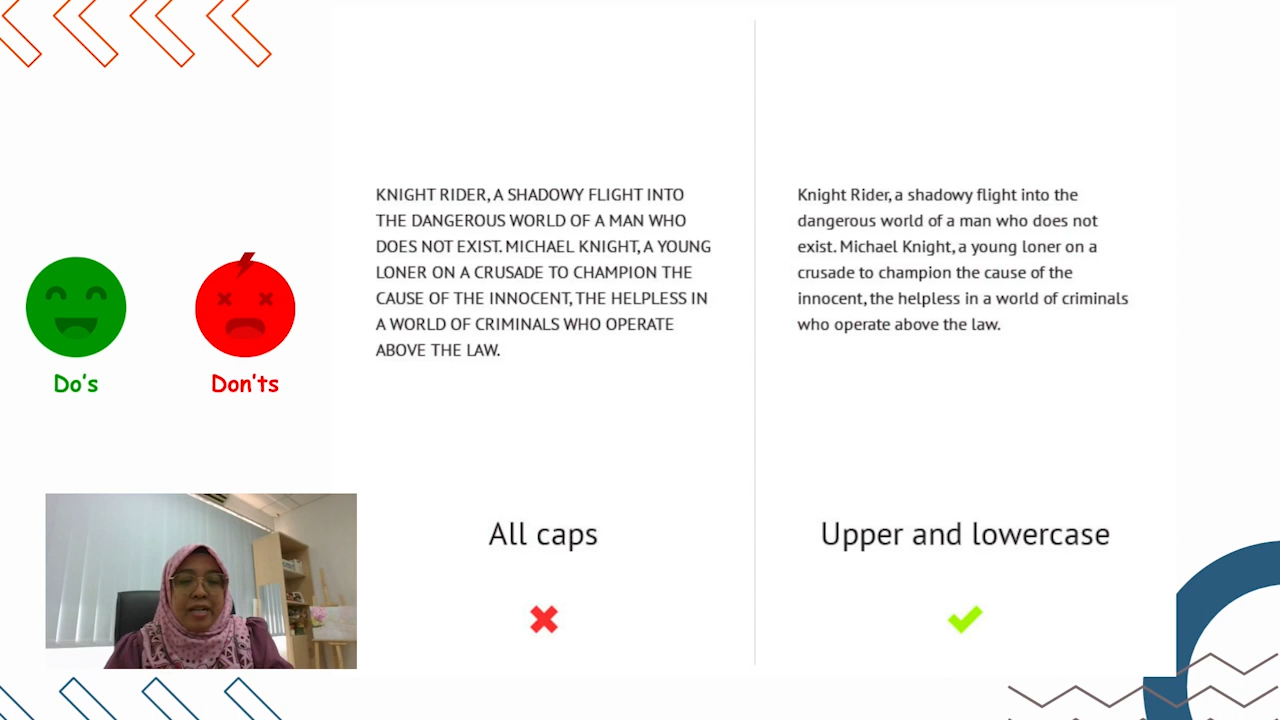 KNIGHT RIDER, A SHADOWY FLIGHT INTO
THE DANGEROUS WORLD OF A MAN WHO
DOES NOT EXIST. MICHAEL KNIGHT, A YOUNG
LONER ON A CRUSADE TO CHAMPION THE
CAUSE OF THE INNOCENT, THE HELPLESS IN
A WORLD OF CRIMINALS WHO OPERATE
ABOVE THE LAW.
Knight Rider, a shadowy flight into the
dangerous world of a man who does not
exist. Michael Knight, a young loner on a
crusade to champion the cause of the
innocent, the helpless in a world of criminals
who operate above the law.
Do's
Don'ts
All caps
Upper and lowercase